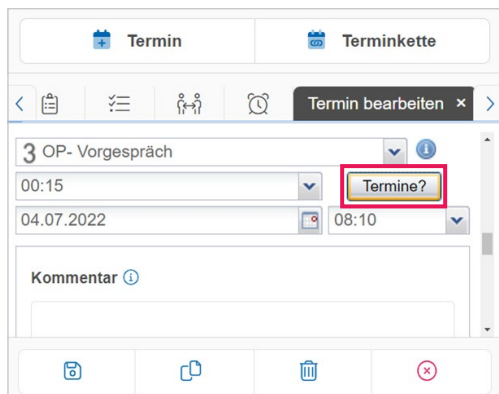 Termin Terminkette
Termin bearbeiten ×
3 OP- Vorgespräch
00:15 Termine?
04.07.2022 08:10
Kommentar